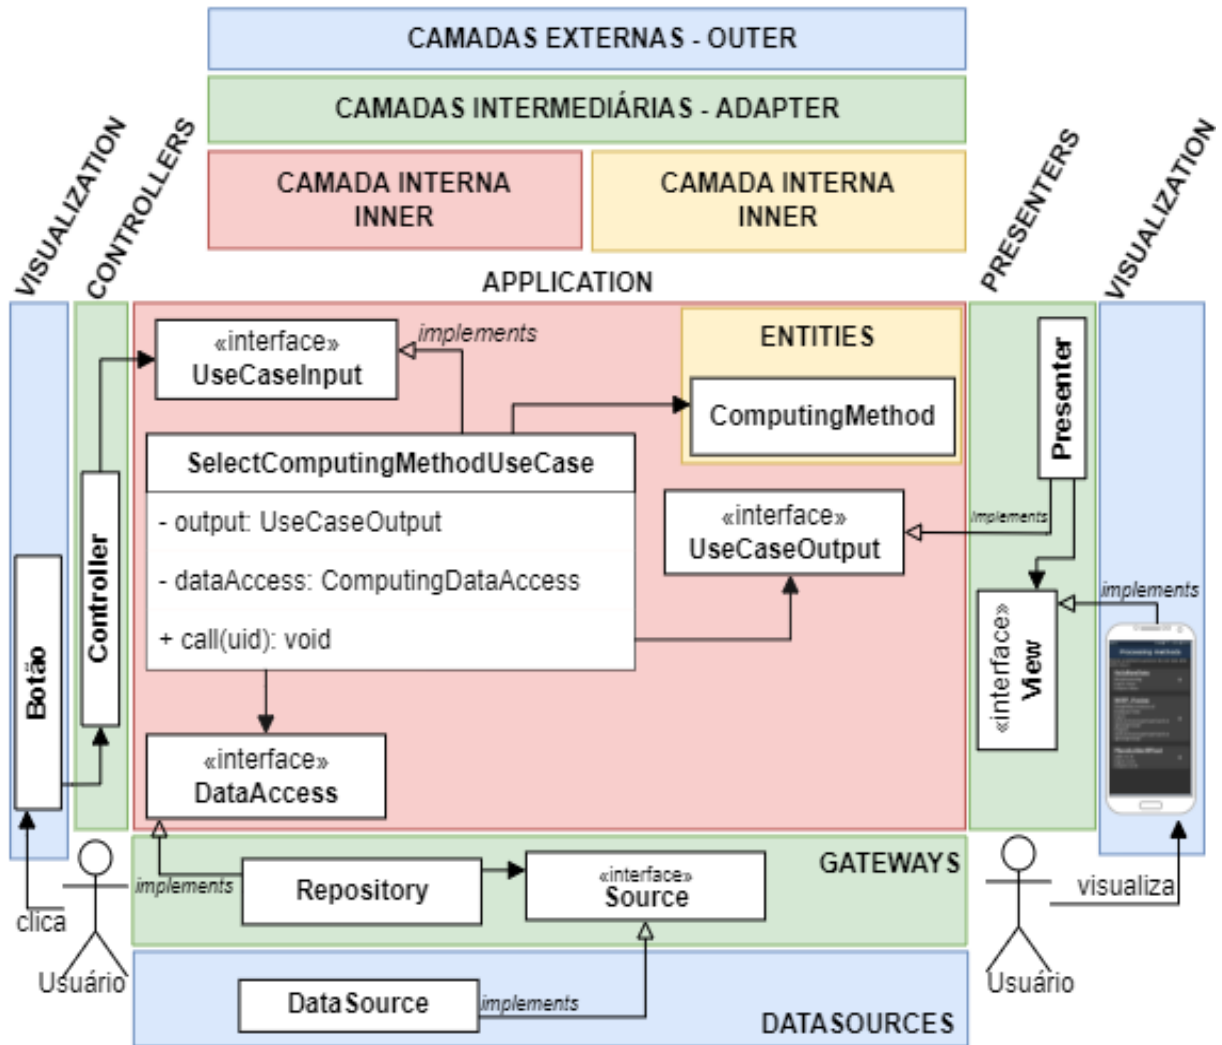 CAMADAS EXTERNAS - OUTER
CAMADAS INTERMEDIÁRIAS - ADAPTER
CAMADA INTERNA
INNER
CAMADA INTERNA
INNER
VISUALIZATION
CONTROLLERS
APPLICATION
PRESENTERS
VISUALIZATION
«interface»
UseCaseInput
implements
ENTITIES
ComputingMethod
Presenter
SelectComputingMethodUseCase
- output: UseCaseOutput
- dataAccess: ComputingDataAccess
+ call(uid): void
«interface»
UseCaseOutput
implements
Controller
Botão
«interface»
View
implements
Processing methods
«interface»
DataAccess
GATEWAYS
implements
Repository
«interface»
Source
clica
Usuário
visualiza
Usuário
DataSource
implements
DATASOURCES